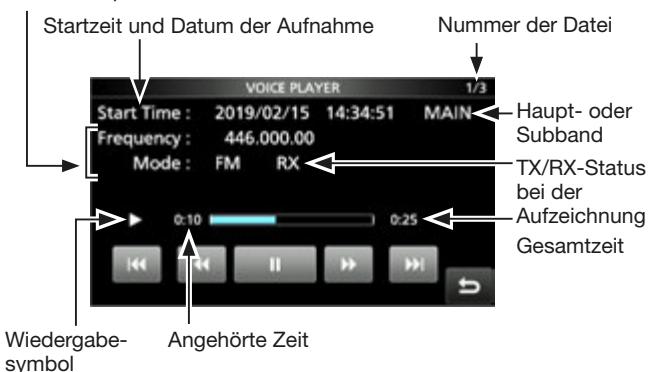 Startzeit und Datum der Aufnahme
Nummer der Datei
VOICE PLAYER 1/3
Start Time : 2019/02/15 14:34:51 MAIN
Frequency : 446.000.00
Mode : FM RX
0:10 0:25
Haupt- oder
Subband
TX/RX-Status
bei der
Aufzeichnung
Gesamtzeit
Wiedergabe-
symbol
Angehörte Zeit